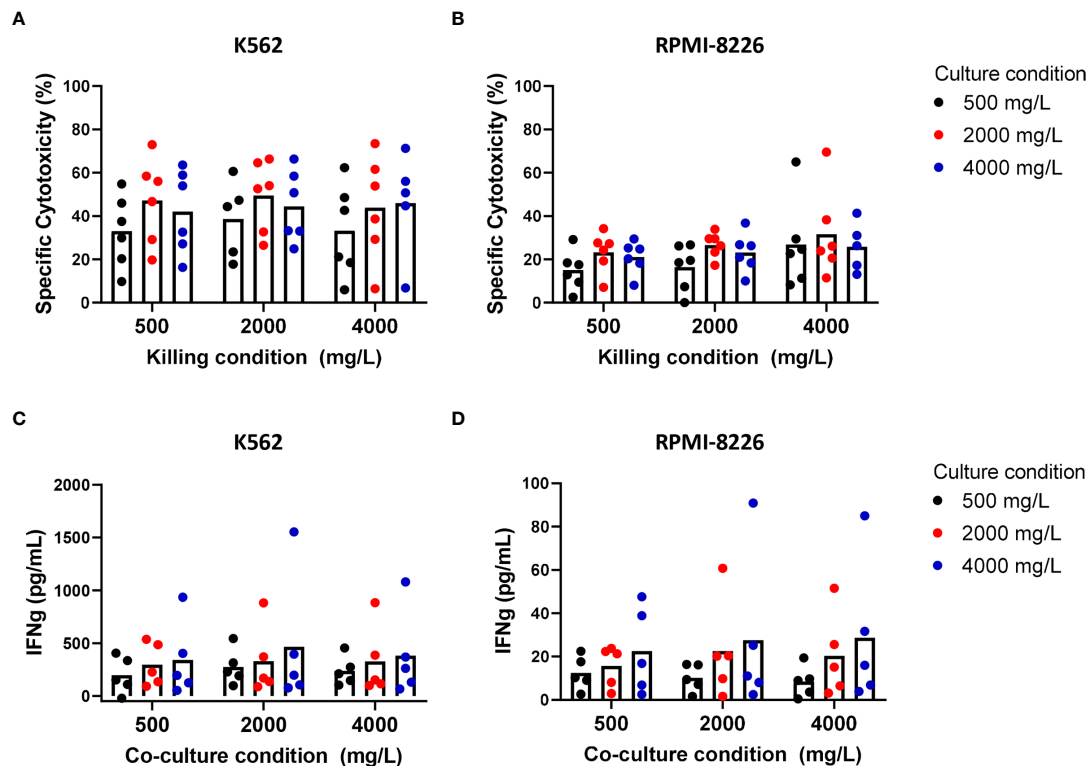 A
K562
Specific Cytotoxicity (%)
100
80
60
40
20
0
500
2000
4000
Killing condition (mg/L)
B
RPMI-8226
Specific Cytotoxicity (%)
100
80
60
40
20
0
500
2000
4000
Killing condition (mg/L)
Culture condition
500 mg/L
2000 mg/L
4000 mg/L
C
K562
IFNg (pg/mL)
2000
1500
1000
500
0
500
2000
4000
Co-culture condition (mg/L)
D
RPMI-8226
IFNg (pg/mL)
100
80
60
40
20
0
500
2000
4000
Co-culture condition (mg/L)
Culture condition
500 mg/L
2000 mg/L
4000 mg/L